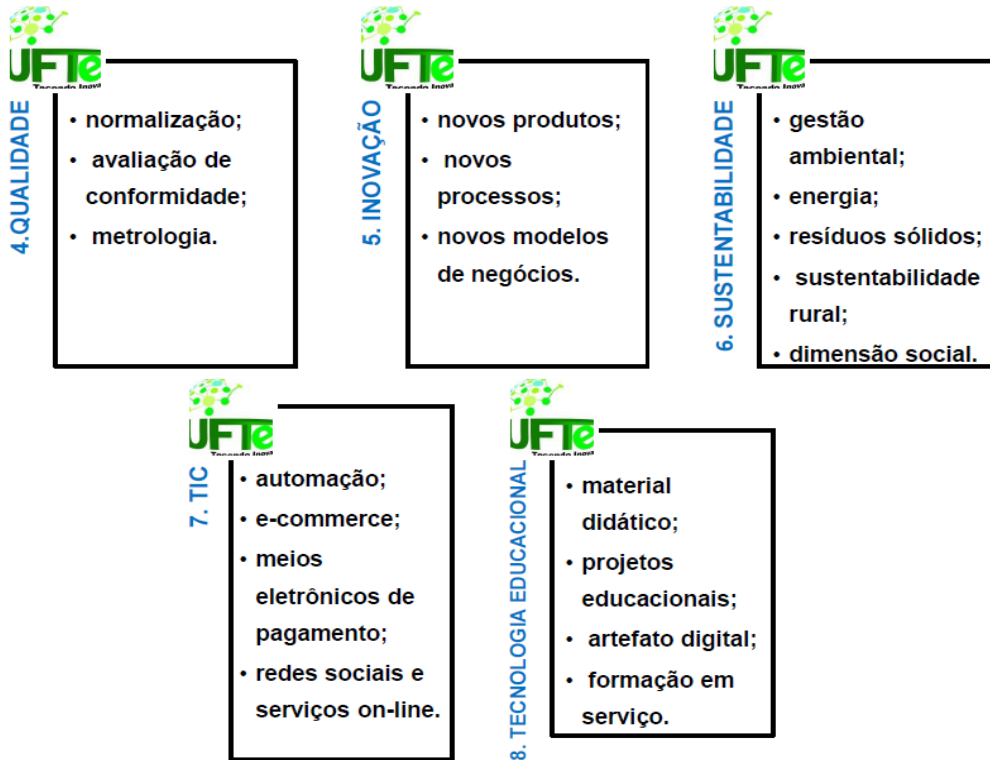 UFTe
Tecendo Inova
4.QUALIDADE
• normalização;
• avaliação de
conformidade;
• metrologia.
UFTe
Tecendo Inova
5. INOVAÇÃO
• novos produtos;
• novos
processos;
• novos modelos
de negócios.
UFTe
Tecendo Inova
6. SUSTENTABILIDADE
• gestão
ambiental;
• energia;
• resíduos sólidos;
• sustentabilidade
rural;
• dimensão social.
UFTe
Tecendo Inova
7. TIC
• automação;
• e-commerce;
• meios
eletrônicos de
pagamento;
• redes sociais e
serviços on-line.
UFTe
Tecendo Inova
8. TECNOLOGIA EDUCACIONAL
• material
didático;
• projetos
educacionais;
• artefato digital;
• formação em
serviço.